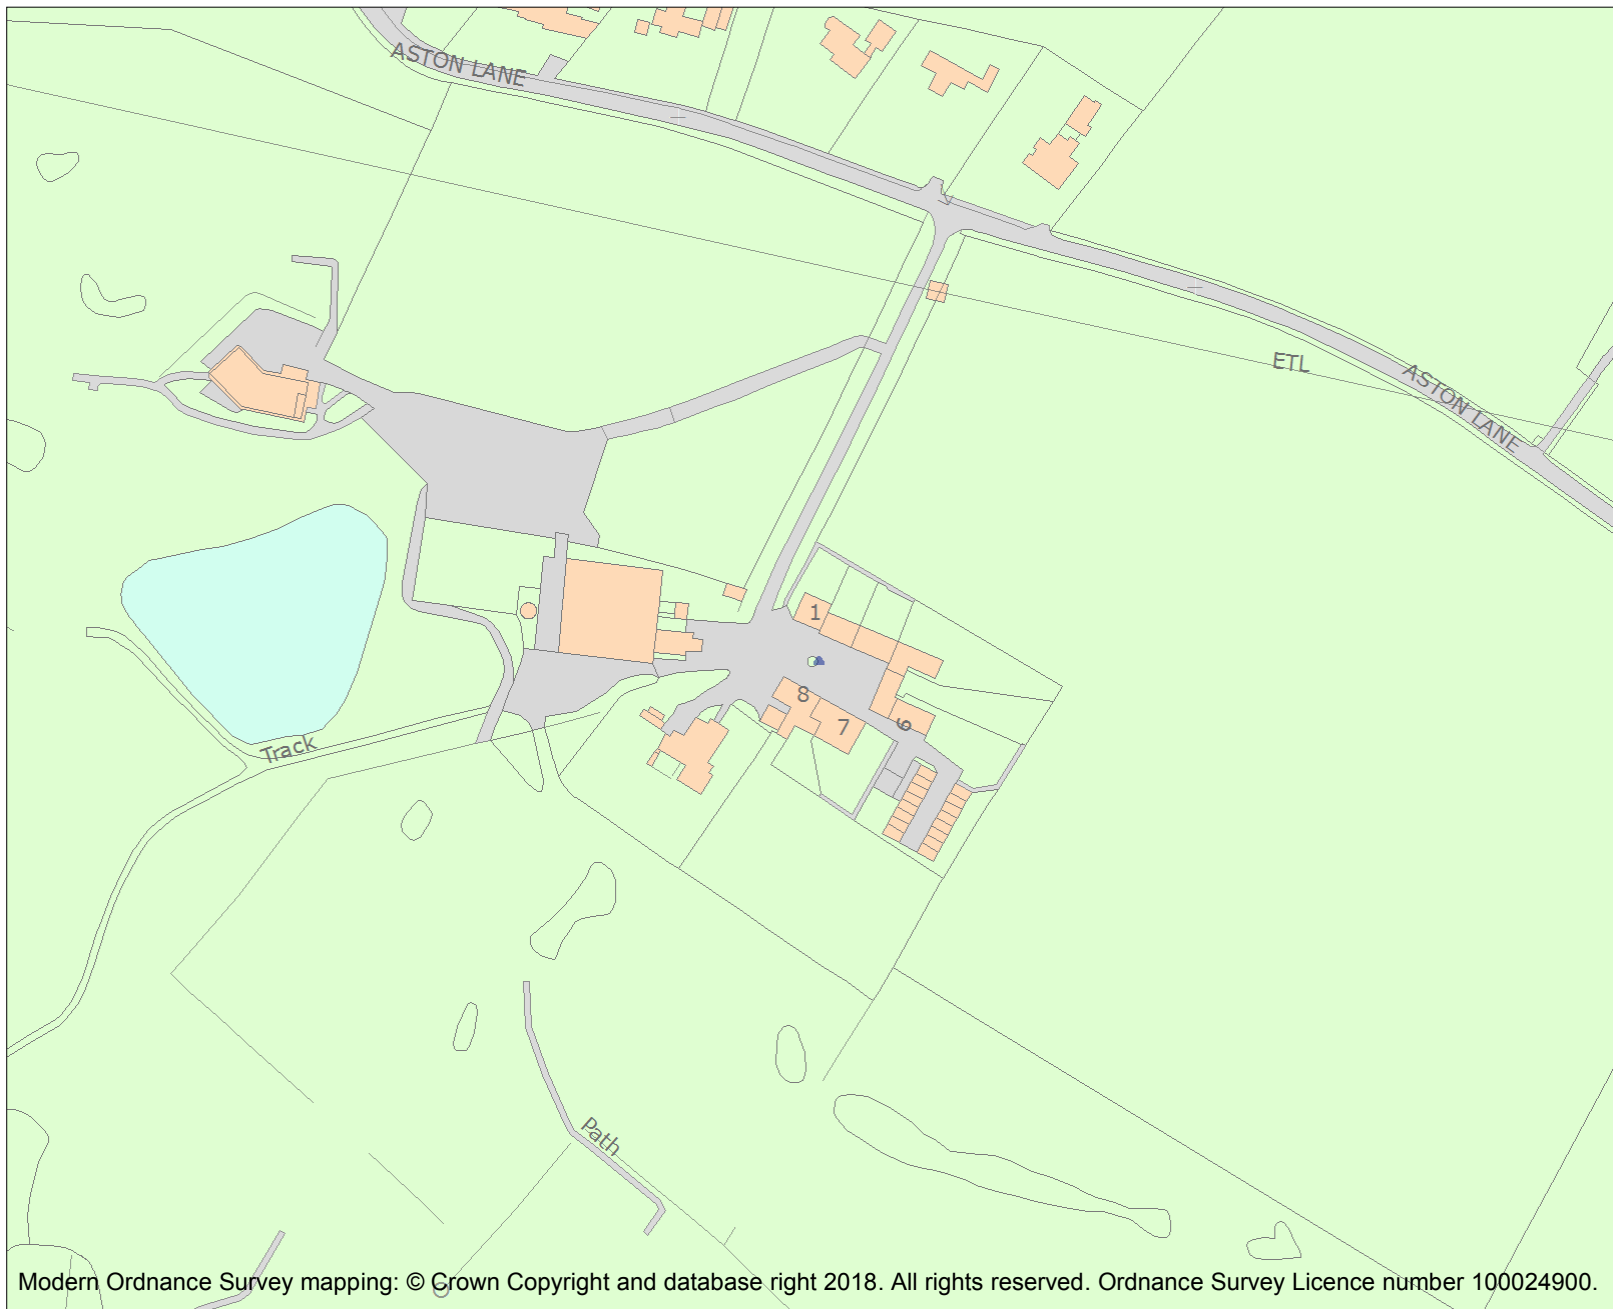 ASTON LANE
ETL
ASTON LANE
1
8
7
6
Track
Path
Modern Ordnance Survey mapping: © Crown Copyright and database right 2018. All rights reserved. Ordnance Survey Licence number 100024900.